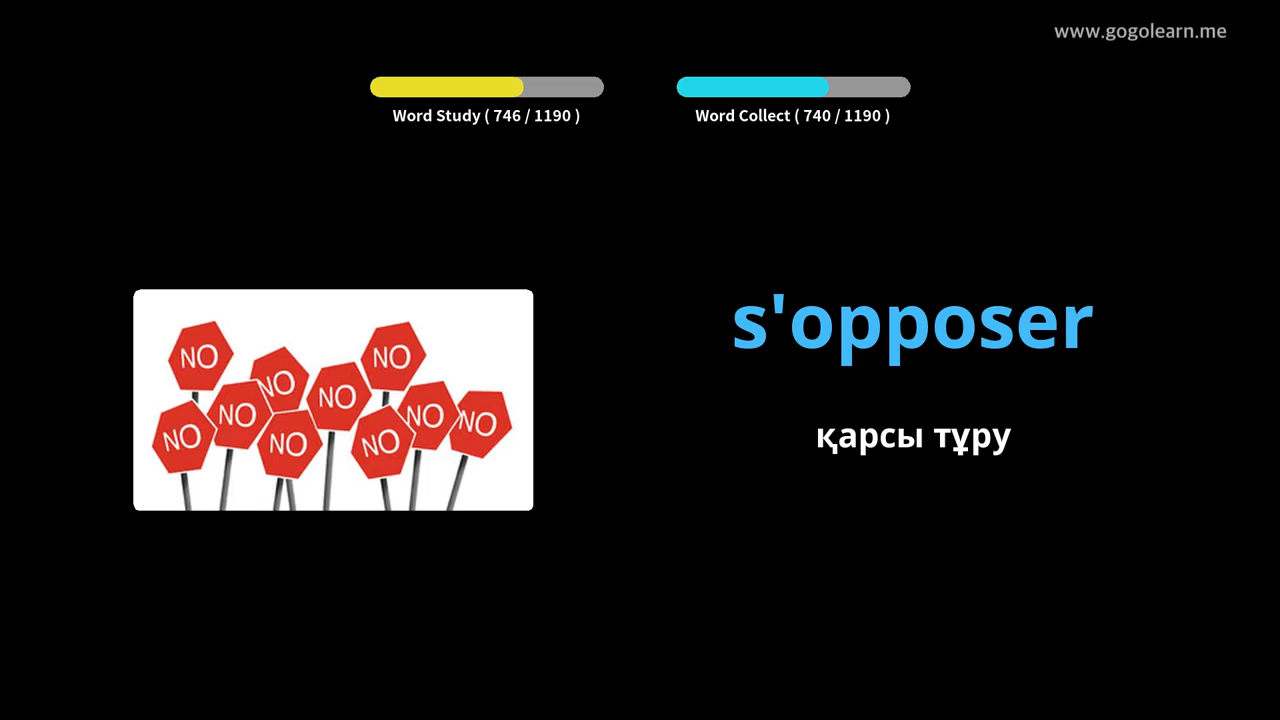 www.gogolearn.me
Word Study ( 746 / 1190 )
Word Collect ( 740 / 1190 )
s'opposer
қарсы тұру
NO
NO
NO
NO
NO
NO
NO
NO
NO
NO